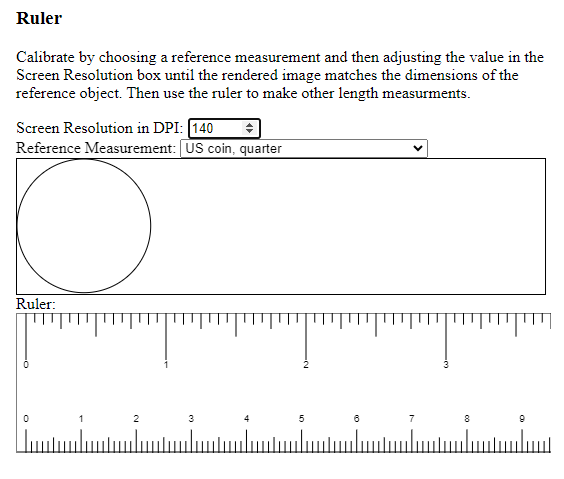 Ruler
Calibrate by choosing a reference measurement and then adjusting the value in the
Screen Resolution box until the rendered image matches the dimensions of the
reference object. Then use the ruler to make other length measurments.
Screen Resolution in DPI: 140
Reference Measurement: US coin, quarter
Ruler:
0 1 2 3
0 1 2 3 4 5 6 7 8 9